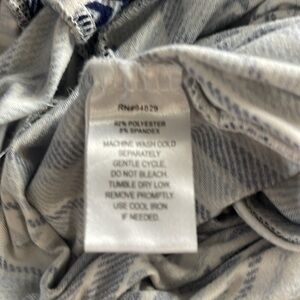 RN#94829
92% POLYESTER
8% SPANDEX
MACHINE WASH COLD
SEPARATELY
GENTLE CYCLE.
DO NOT BLEACH.
TUMBLE DRY LOW.
REMOVE PROMPTLY.
USE COOL IRON
IF NEEDED.